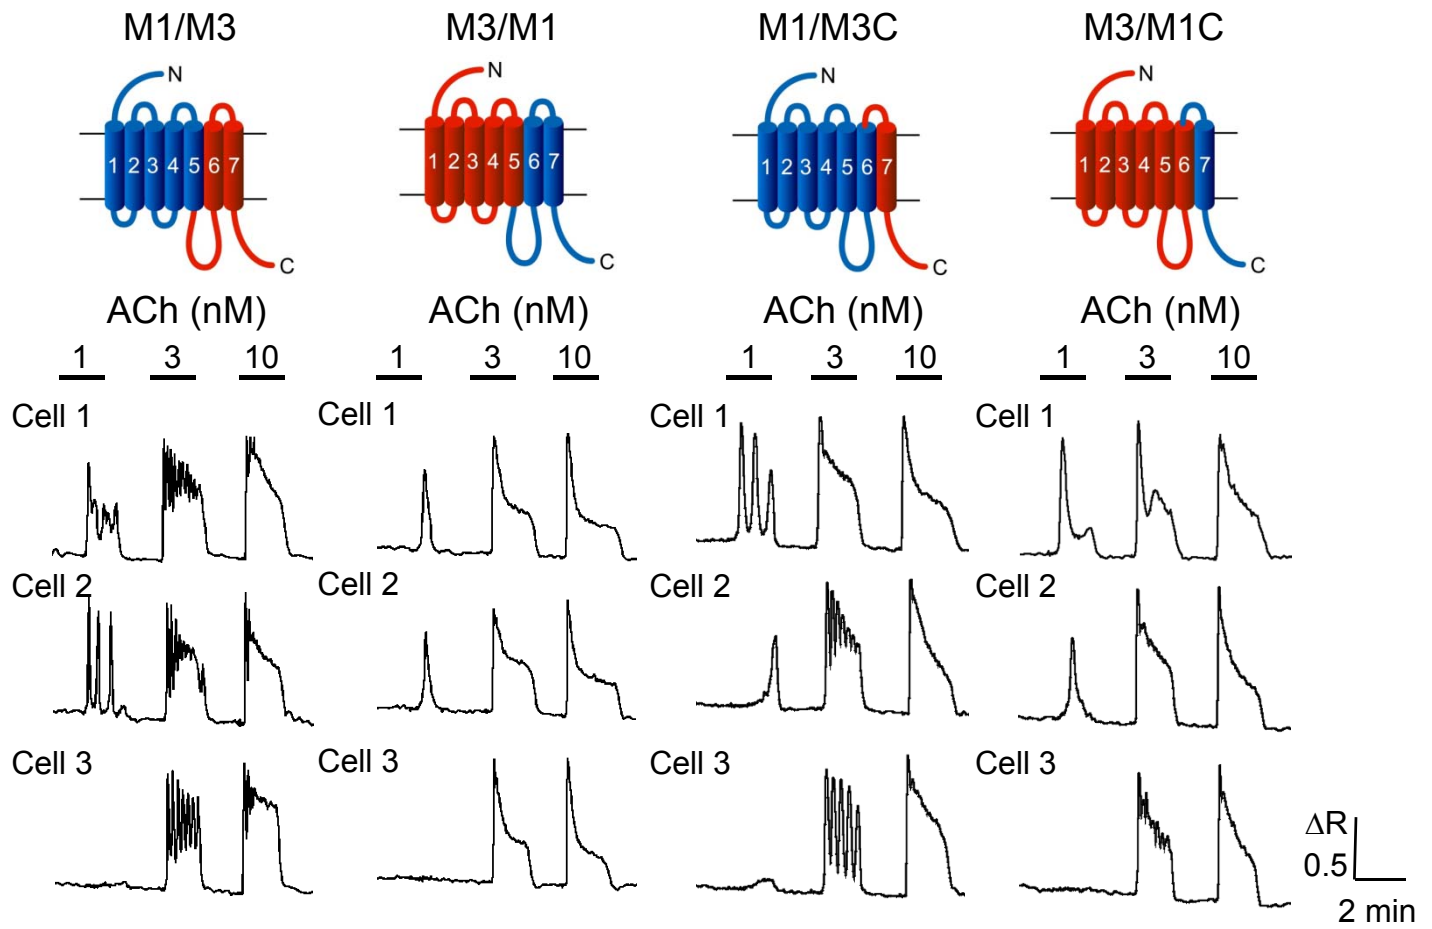 M1/M3 M3/M1 M1/M3C M3/M1C
N N N N
1 2 3 4 5 6 7 1 2 3 4 5 6 7 1 2 3 4 5 6 7 1 2 3 4 5 6 7
C C C C
ACh (nM) ACh (nM) ACh (nM) ACh (nM)
1 3 10 1 3 10 1 3 10 1 3 10
Cell 1 Cell 1 Cell 1 Cell 1
Cell 2 Cell 2 Cell 2 Cell 2
Cell 3 Cell 3 Cell 3 Cell 3
ΔR
0.5
2 min